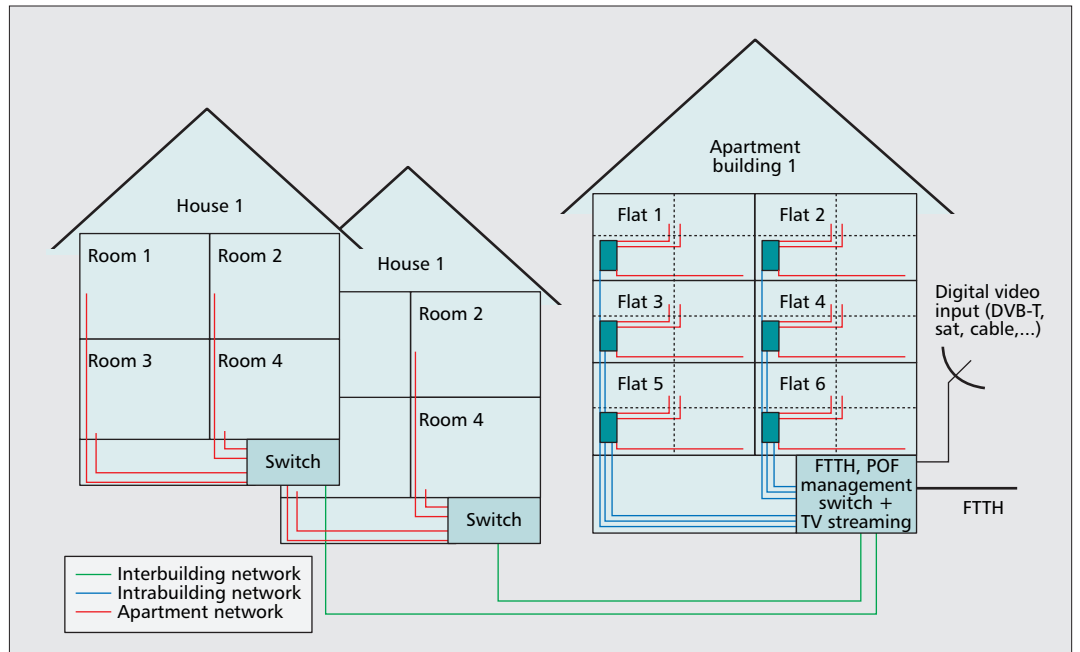 House 1
Room 1
Room 2
Room 3
Room 4
Switch
House 1
Room 2
Room 4
Switch
Apartment
building 1
Flat 1
Flat 2
Flat 3
Flat 4
Flat 5
Flat 6
FTTH, POF
management
switch +
TV streaming
Digital video
input (DVB-T,
sat, cable,...)
FTTH
Interbuilding network
Intrabuilding network
Apartment network